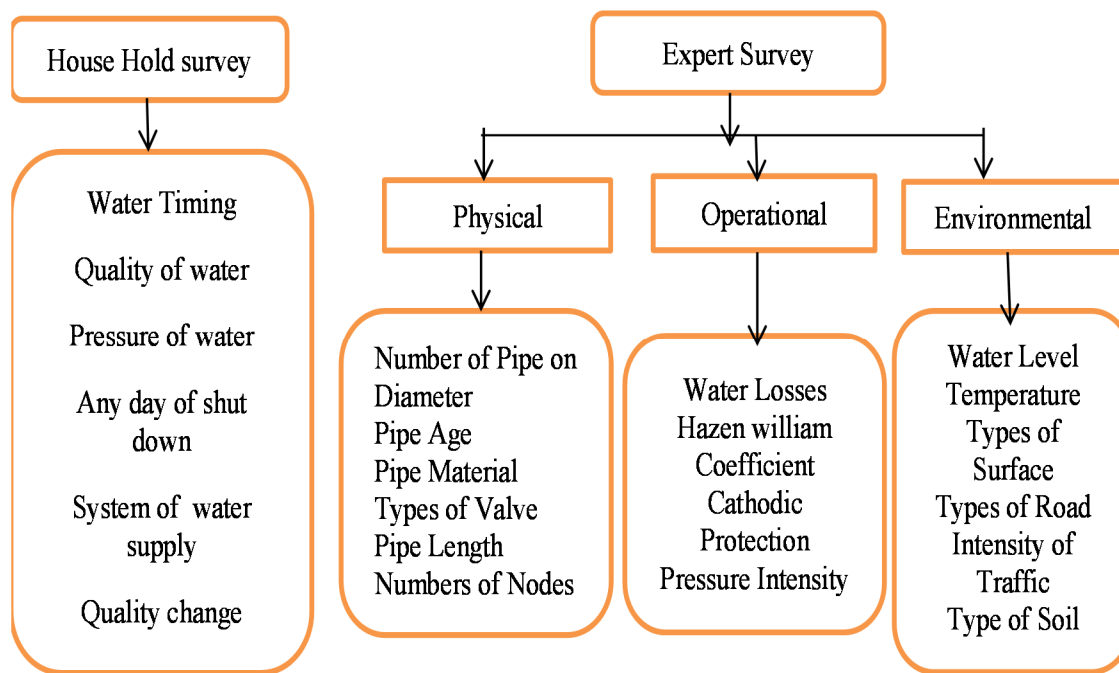 House Hold survey
Water Timing
Quality of water
Pressure of water
Any day of shut
down
System of water
supply
Quality change
Expert Survey
Physical
Operational
Environmental
Number of Pipe on
Diameter
Pipe Age
Pipe Material
Types of Valve
Pipe Length
Numbers of Nodes
Water Losses
Hazen william
Coefficient
Cathodic
Protection
Pressure Intensity
Water Level
Temperature
Types of
Surface
Types of Road
Intensity of
Traffic
Type of Soil